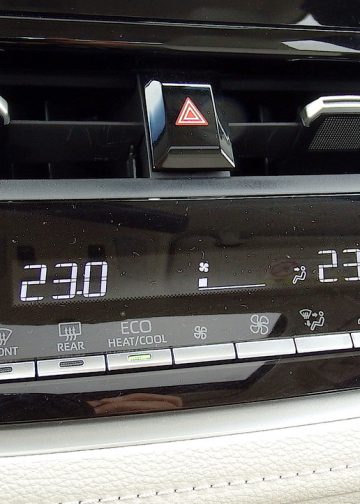 23.0
23
ONT
REAR
ECO
HEAT/COOL